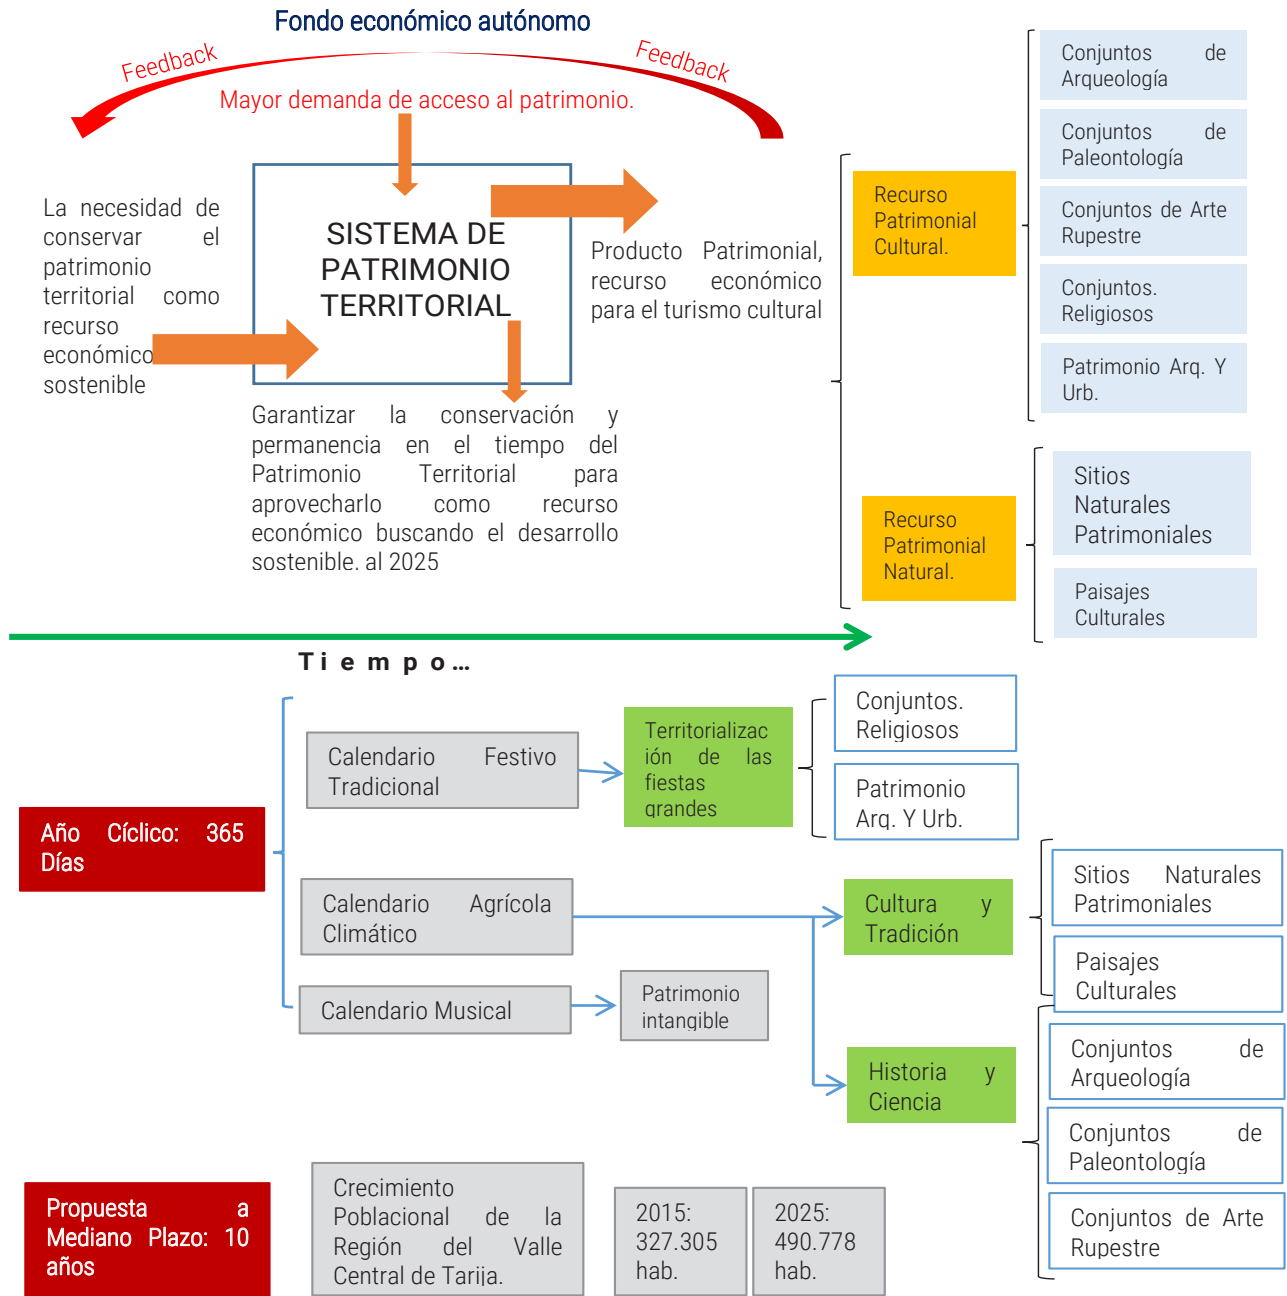 Fondo económico autónomo
Feedback
Feedback
Mayor demanda de acceso al patrimonio.
La necesidad de
conservar el
patrimonio
territorial como
recurso
económico
sostenible
SISTEMA DE
PATRIMONIO
TERRITORIAL
Producto Patrimonial,
recurso económico
para el turismo cultural
Garantizar la conservación y
permanencia en el tiempo del
Patrimonio Territorial para
aprovecharlo como recurso
económico buscando el desarrollo
sostenible. al 2025
Recurso
Patrimonial
Cultural.
Conjuntos de
Arqueología
Conjuntos de
Paleontología
Conjuntos de Arte
Rupestre
Conjuntos.
Religiosos
Patrimonio Arq. Y
Urb.
Recurso
Patrimonial
Natural.
Sitios
Naturales
Patrimoniales
Paisajes
Culturales
Tiempo...
Año Cíclico: 365
Días
Calendario Festivo
Tradicional
Territorializac
ión de las
fiestas
grandes
Conjuntos.
Religiosos
Patrimonio
Arq. Y Urb.
Calendario Agrícola
Climático
Cultura y
Tradición
Sitios Naturales
Patrimoniales
Paisajes
Culturales
Calendario Musical
Patrimonio
intangible
Historia y
Ciencia
Conjuntos de
Arqueología
Conjuntos de
Paleontología
Conjuntos de Arte
Rupestre
Propuesta a
Mediano Plazo: 10
años
Crecimiento
Poblacional de la
Región del Valle
Central de Tarija.
2015:
327.305
hab.
2025:
490.778
hab.